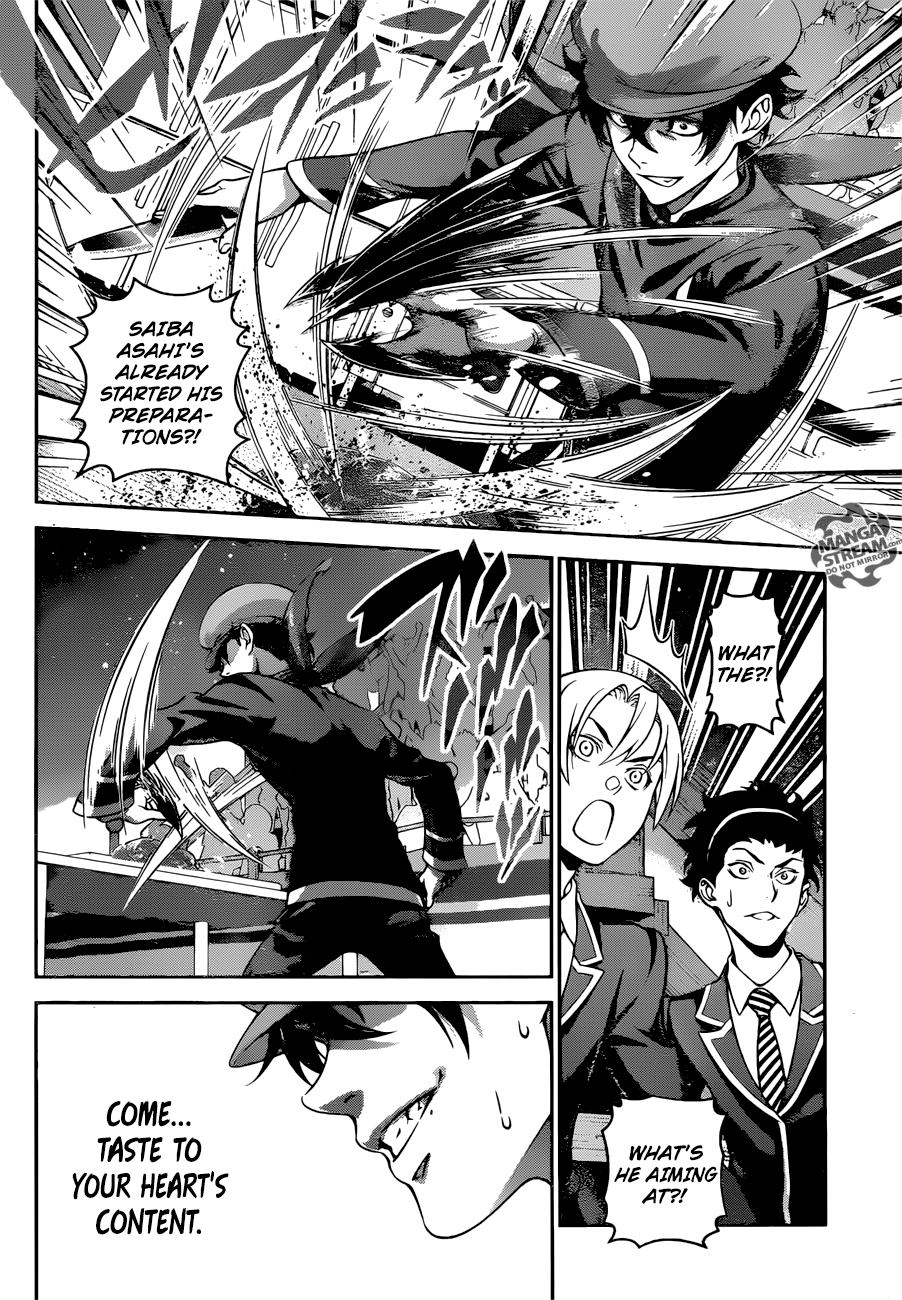 SAIBA
ASAHI'S
ALREADY
STARTED HIS
PREPARA-
TIONS?!
MANGA
STREAM.com
DO NOT MIRROR
WHAT
THE?!
WHAT'S
HE AIMING
AT?!
COME...
TASTE TO
YOUR HEART'S
CONTENT.